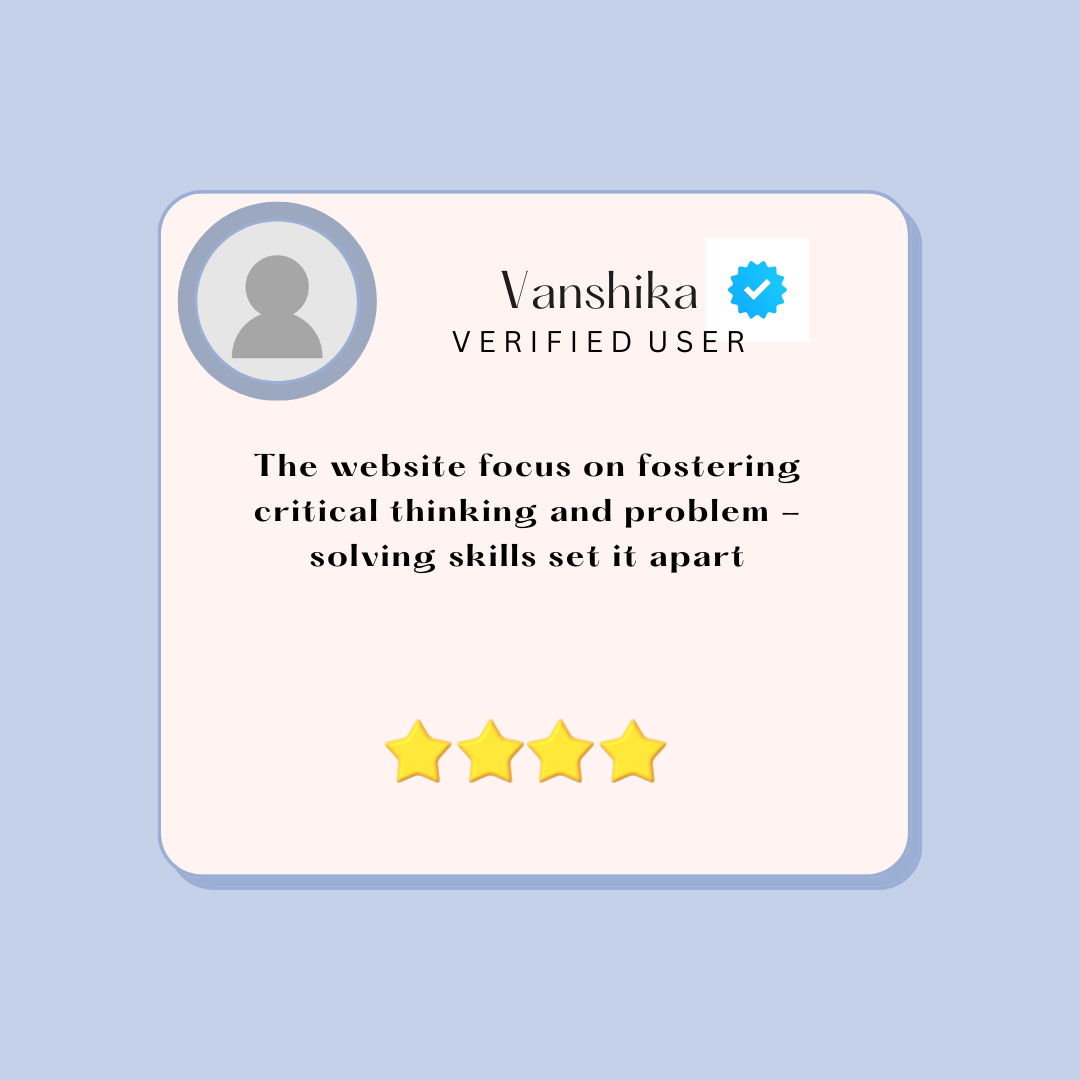 Vanshika
VERIFIED USER
The website focus on fostering
critical thinking and problem –
solving skills set it apart